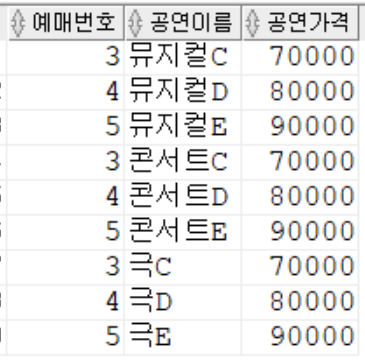 예매번호 공연이름 공연가격
3 뮤지컬C 70000
4 뮤지컬D 80000
5 뮤지컬E 90000
3 콘서트C 70000
4 콘서트D 80000
5 콘서트E 90000
3 극C 70000
4 극D 80000
5 극E 90000